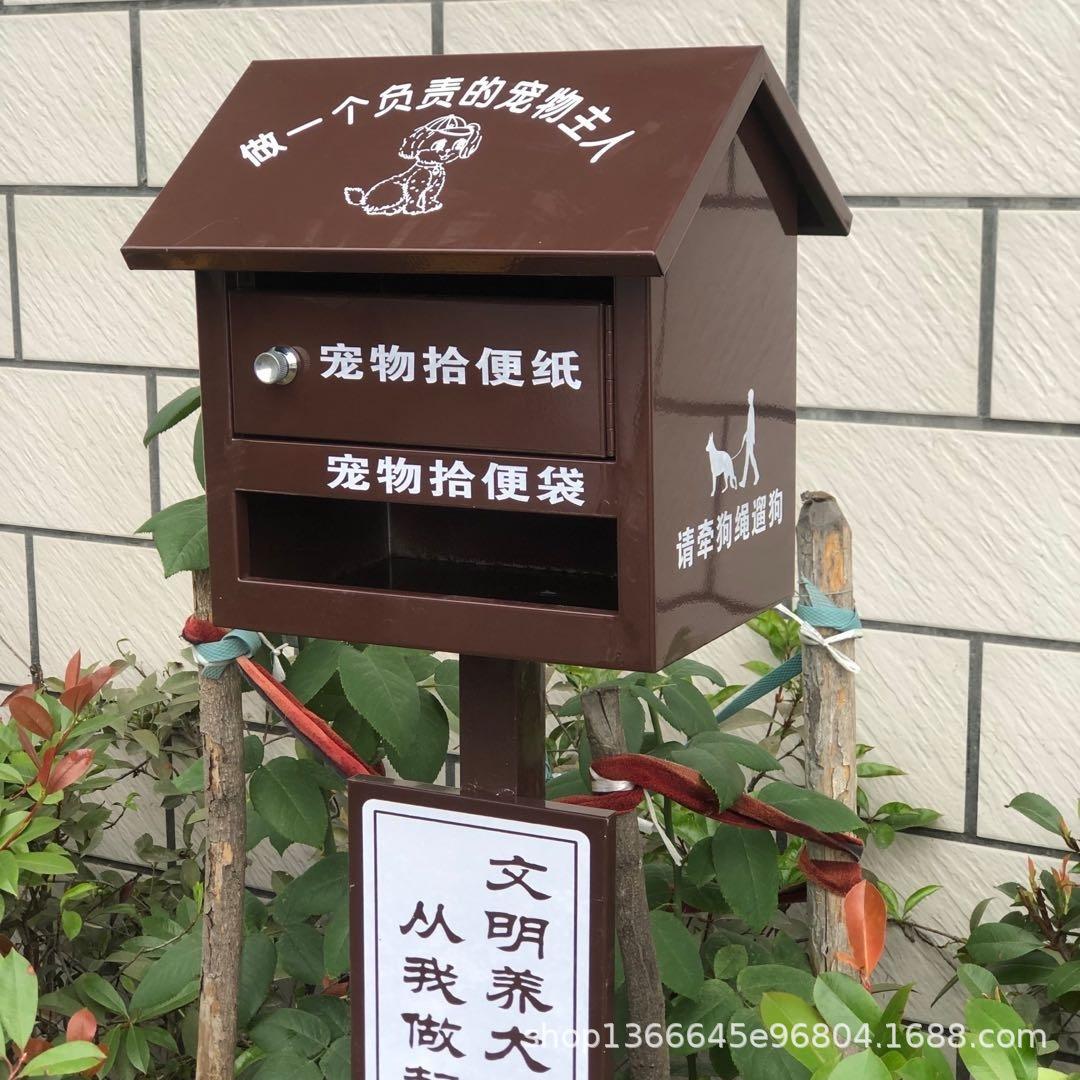 做一个负责的宠物主人
宠物拾便纸
宠物拾便袋
请牵狗绳遛狗
文明养犬
从我做
shop1366645e96804.1688.com